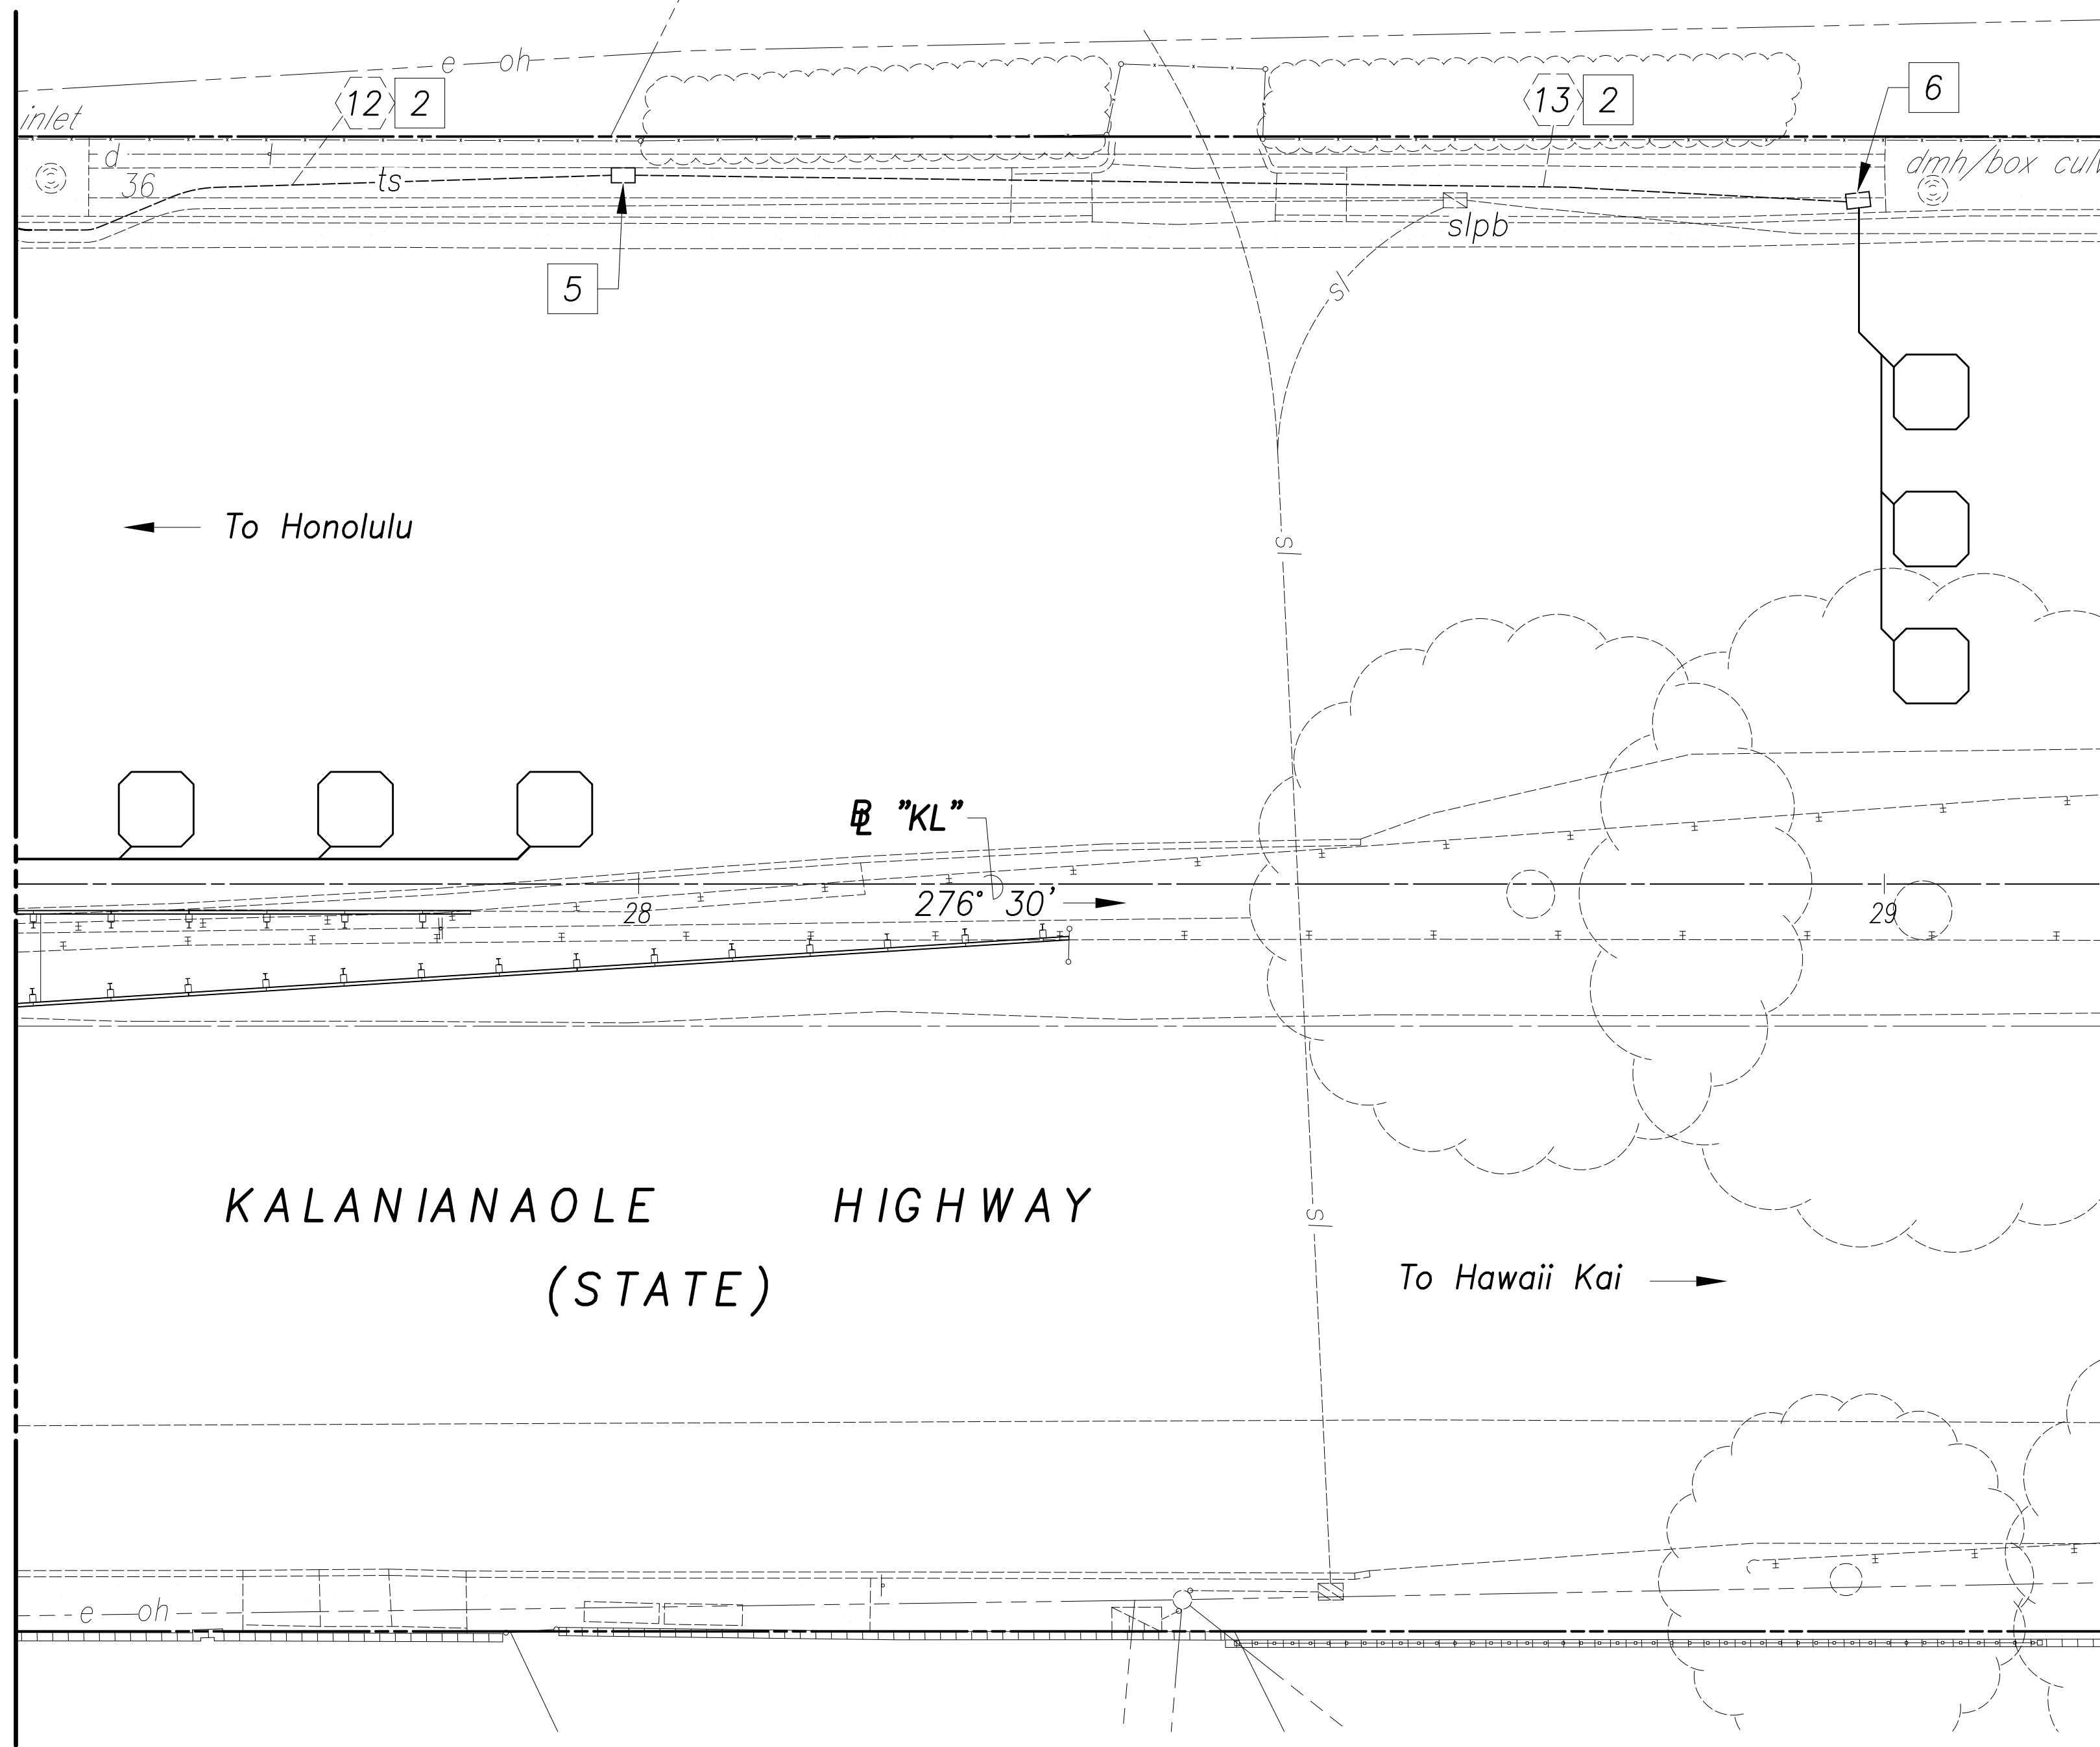 e oh
inlet
12 2
13 2
6
d
36
ts
dmh/box
slpb
5
sl
To Honolulu
sl
BL "KL"
276° 30'
28
29
KALANIANAOLE HIGHWAY
(STATE)
sl
To Hawaii Kai
e oh